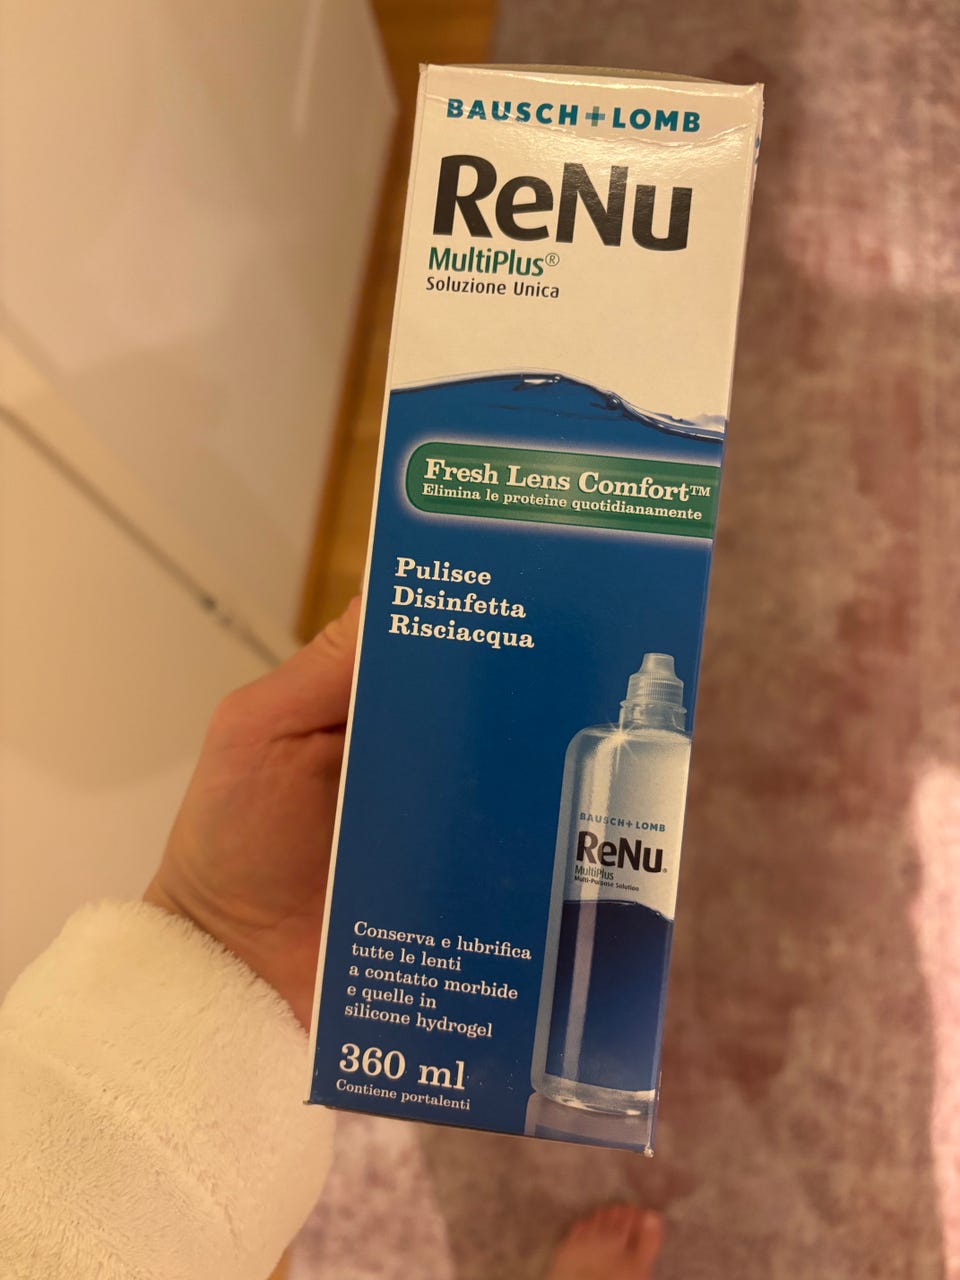 BAUSCH+LOMB
ReNu
MultiPlus®
Soluzione Unica
Fresh Lens Comfort™
Elimina le proteine quotidianamente
Pulisce
Disinfetta
Risciacqua
BAUSCH+LOMB
ReNu®
MultiPlus
Multi-Purpose Solution
Conserva e lubrifica
tutte le lenti
a contatto morbide
e quelle in
silicone hydrogel
360 ml
Contiene portalenti